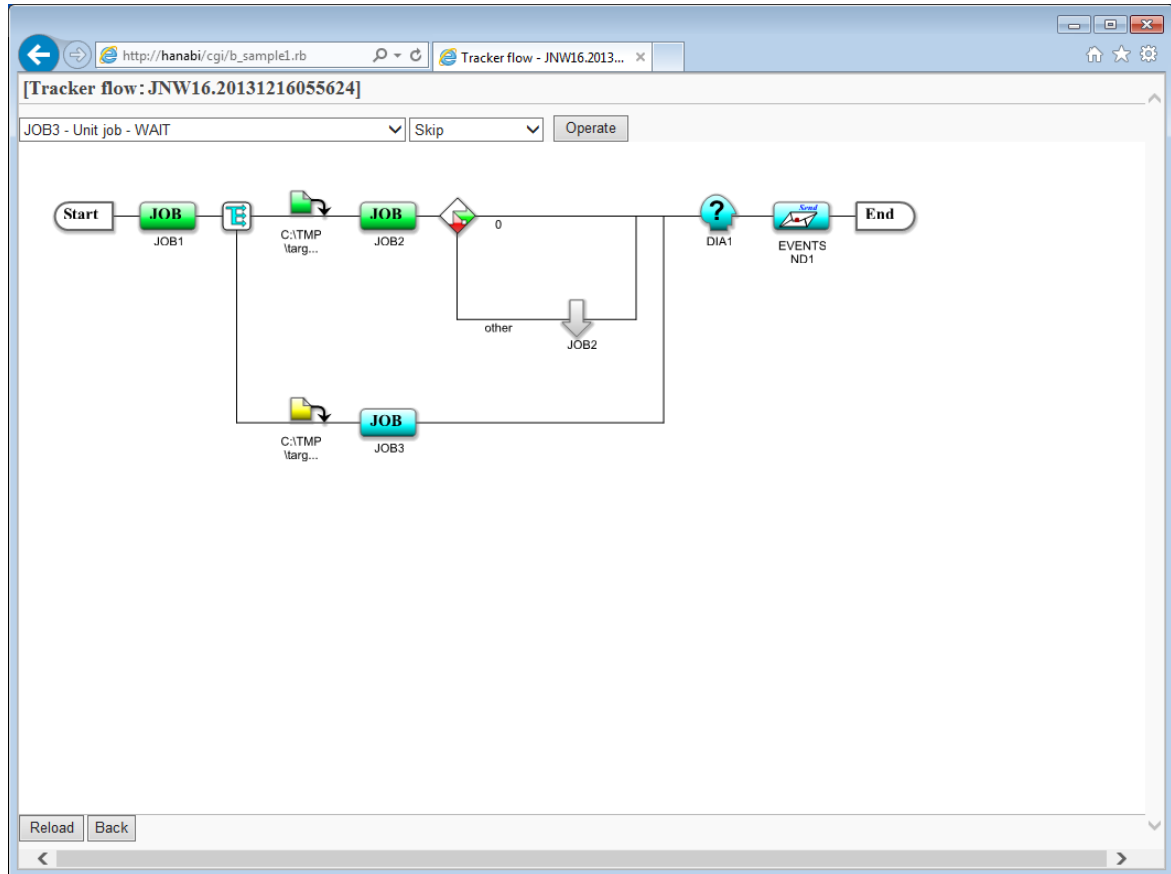 http://hanabi/cgi/b_sample1.rb
Tracker flow - JNW16.2013...
[Tracker flow: JNW16.20131216055624]
JOB3 - Unit job - WAIT
Skip
Operate
Start
JOB
JOB1
C:\TMP
\targ...
JOB
JOB2
0
other
JOB2
?
DIA1
Send
EVENTS
ND1
End
C:\TMP
\targ...
JOB
JOB3
Reload
Back